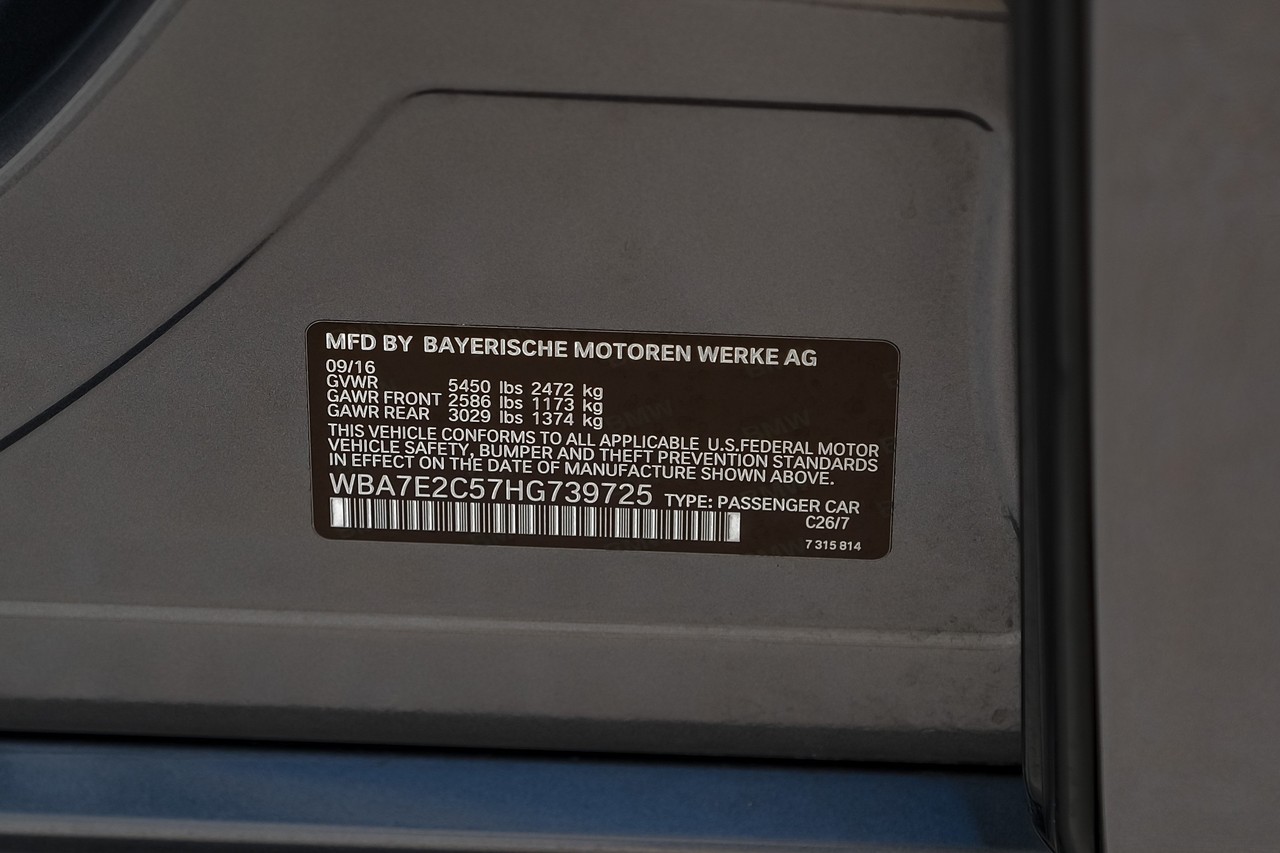 MFD BY BAYERISCHE MOTOREN WERKE AG
09/16
GVWR 5450 lbs 2472 kg
GAWR FRONT 2586 lbs 1173 kg
GAWR REAR 3029 lbs 1374 kg
THIS VEHICLE CONFORMS TO ALL APPLICABLE U.S.FEDERAL MOTOR
VEHICLE SAFETY, BUMPER AND THEFT PREVENTION STANDARDS
IN EFFECT ON THE DATE OF MANUFACTURE SHOWN ABOVE.
WBA7E2C57HG739725 TYPE: PASSENGER CAR
C26/7
7 315 814